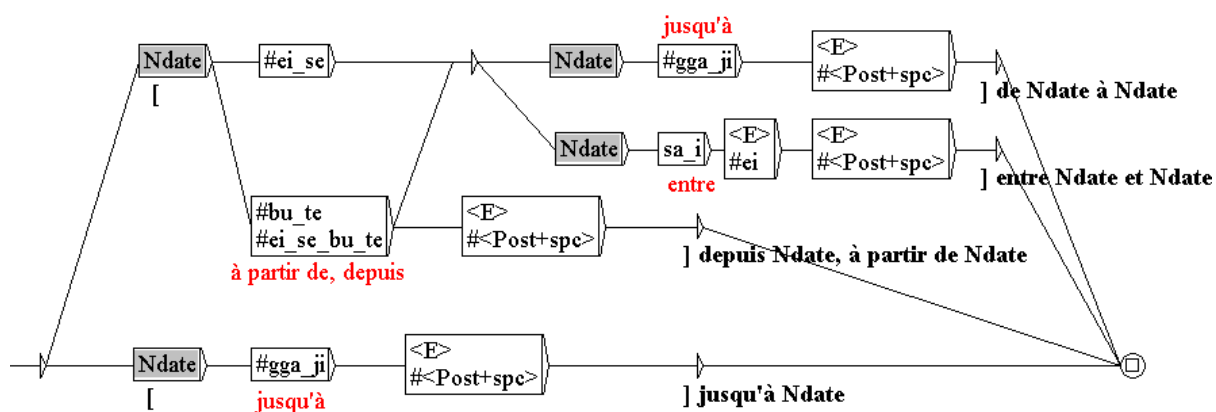 jusqu'à
Ndate #ei_se Ndate #gga_ji <E>
#<Post+spc>
[ ] de Ndate à Ndate
Ndate sa_i <E>
#ei <E>
#<Post+spc>
entre ] entre Ndate et Ndate
#bu_te
#ei_se_bu_te <E>
#<Post+spc>
à partir de, depuis ] depuis Ndate, à partir de Ndate
Ndate #gga_ji <E>
#<Post+spc>
[ jusqu'à ] jusqu'à Ndate